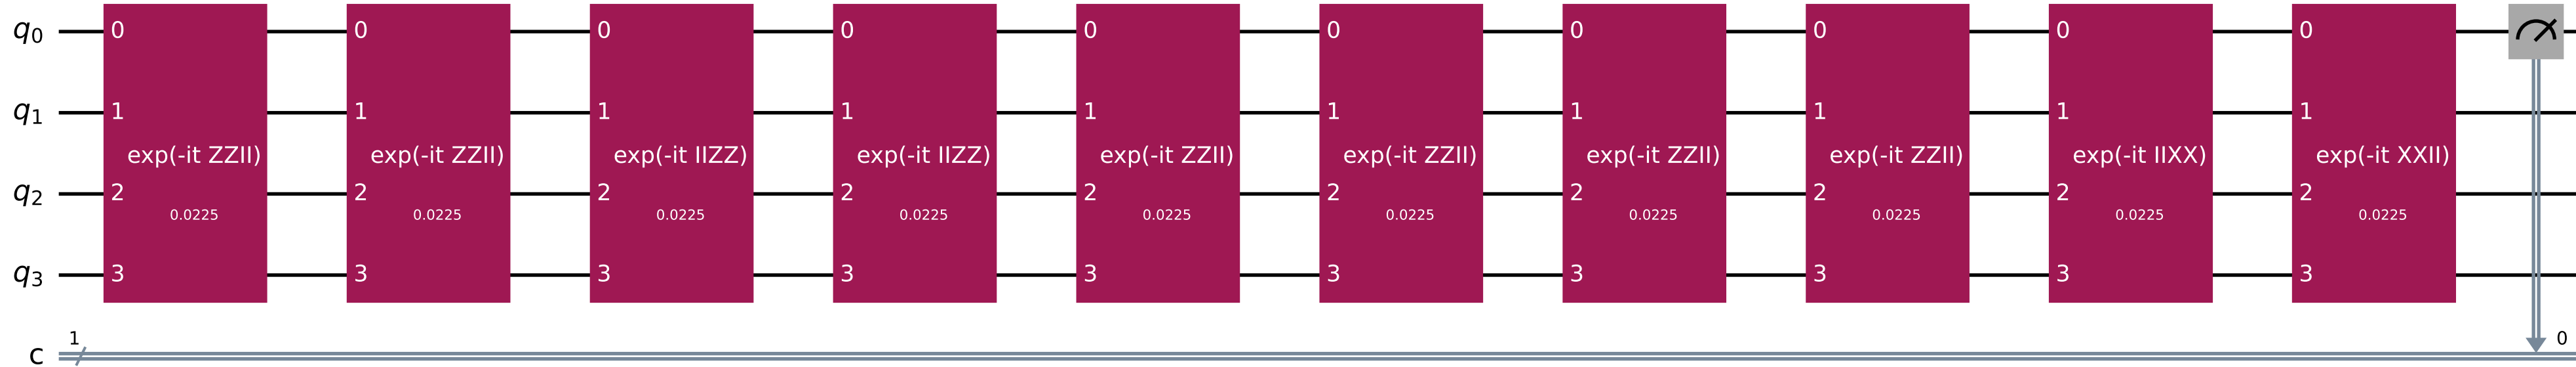 q0 0 0 0 0 0 0 0 0 0 0
q1 1 1 1 1 1 1 1 1 1 1
exp(-it ZZII) exp(-it ZZII) exp(-it IIZZ) exp(-it IIZZ) exp(-it ZZII) exp(-it ZZII) exp(-it ZZII) exp(-it ZZII) exp(-it IIXX) exp(-it XXII)
q2 2 2 2 2 2 2 2 2 2 2
0.0225 0.0225 0.0225 0.0225 0.0225 0.0225 0.0225 0.0225 0.0225 0.0225
q3 3 3 3 3 3 3 3 3 3 3
1 0
c